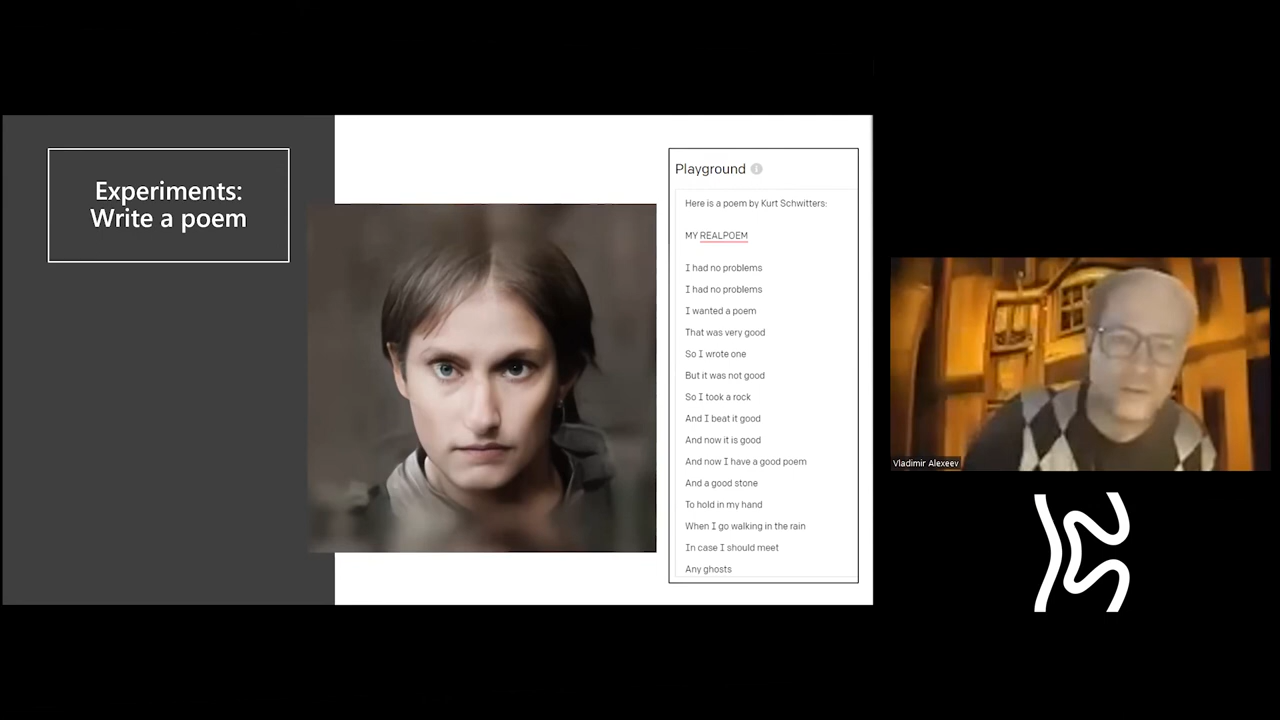 Experiments:
Write a poem
Playground
Here is a poem by Kurt Schwitters:
MY REALPOEM
I had no problems
I had no problems
I wanted a poem
That was very good
So I wrote one
But it was not good
So I took a rock
And I beat it good
And now it is good
And now I have a good poem
And a good stone
To hold in my hand
When I go walking in the rain
In case I should meet
Any ghosts
Vladimir Alexeev